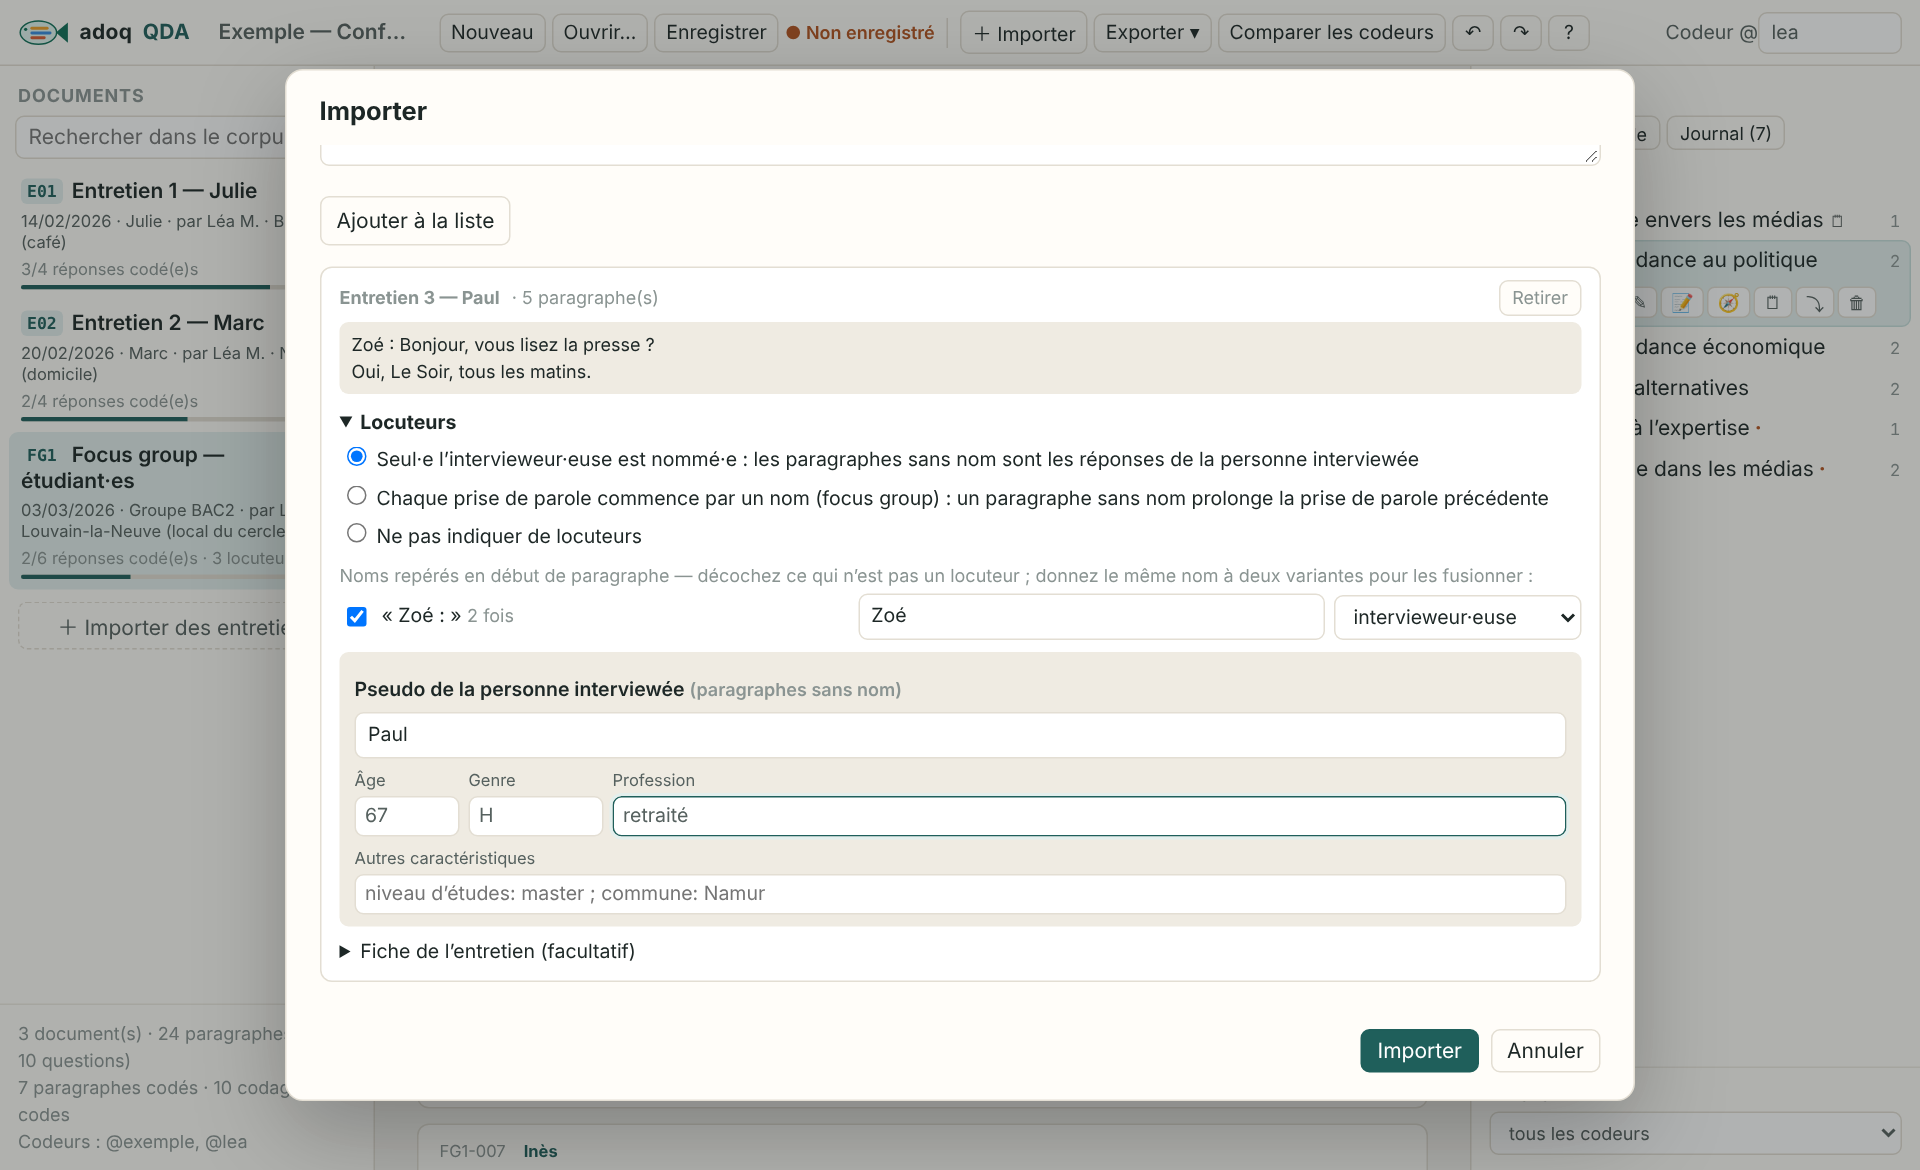 adoq QDA
Exemple — Conf...
Nouveau
Ouvrir...
Enregistrer
Non enregistré
+ Importer
Exporter ▾
Comparer les codeurs
↶
↷
?
Codeur @
lea
DOCUMENTS
Rechercher dans le corpu
E01 Entretien 1 — Julie
14/02/2026 · Julie · par Léa M. · B
(café)
3/4 réponses codé(e)s
E02 Entretien 2 — Marc
20/02/2026 · Marc · par Léa M. · N
(domicile)
2/4 réponses codé(e)s
FG1 Focus group —
étudiant·es
03/03/2026 · Groupe BAC2 · par L
Louvain-la-Neuve (local du cercle
2/6 réponses codé(e)s · 3 locuteu
+ Importer des entretie
3 document(s) · 24 paragraphe
10 questions)
7 paragraphes codés · 10 codag
codes
Codeurs : @exemple, @lea
Importer
Ajouter à la liste
Entretien 3 — Paul · 5 paragraphe(s)
Retirer
Zoé : Bonjour, vous lisez la presse ?
Oui, Le Soir, tous les matins.
▼ Locuteurs
Seul·e l’intervieweur·euse est nommé·e : les paragraphes sans nom sont les réponses de la personne interviewée
Chaque prise de parole commence par un nom (focus group) : un paragraphe sans nom prolonge la prise de parole précédente
Ne pas indiquer de locuteurs
Noms repérés en début de paragraphe — décochez ce qui n’est pas un locuteur ; donnez le même nom à deux variantes pour les fusionner :
« Zoé : » 2 fois
Zoé
intervieweur·euse
Pseudo de la personne interviewée (paragraphes sans nom)
Paul
Âge
Genre
Profession
67
H
retraité
Autres caractéristiques
niveau d’études: master ; commune: Namur
▶ Fiche de l’entretien (facultatif)
Importer
Annuler
e
Journal (7)
e envers les médias 1
dance au politique 2
dance économique 2
alternatives 2
à l’expertise · 1
e dans les médias · 2
tous les codeurs
FG1-007 Inès